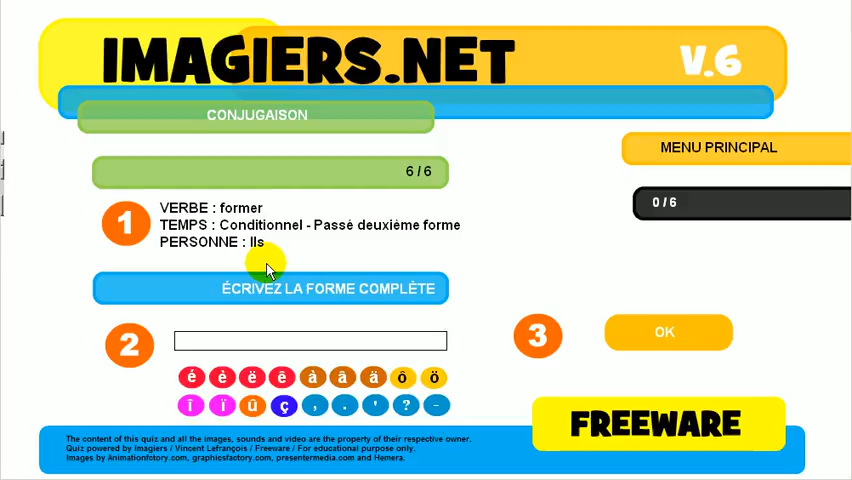 IMAGIERS.NET
V.6
CONJUGAISON
MENU PRINCIPAL
6 / 6
0 / 6
1
VERBE : former
TEMPS : Conditionnel - Passé deuxième forme
PERSONNE : Ils
ÉCRIVEZ LA FORME COMPLÈTE
2
3
OK
é è ë ê à â ä ô ö
î ï û ç , . ' ? -
FREEWARE
The content of this quiz and all the images, sounds and video are the property of their respective owner.
Quiz powered by Imagiers / Vincent Lefrançois / Freeware / For educational purpose only.
Images by Animationfctory.com, graphicsfactory.com, presentermedia.com and Hemera.